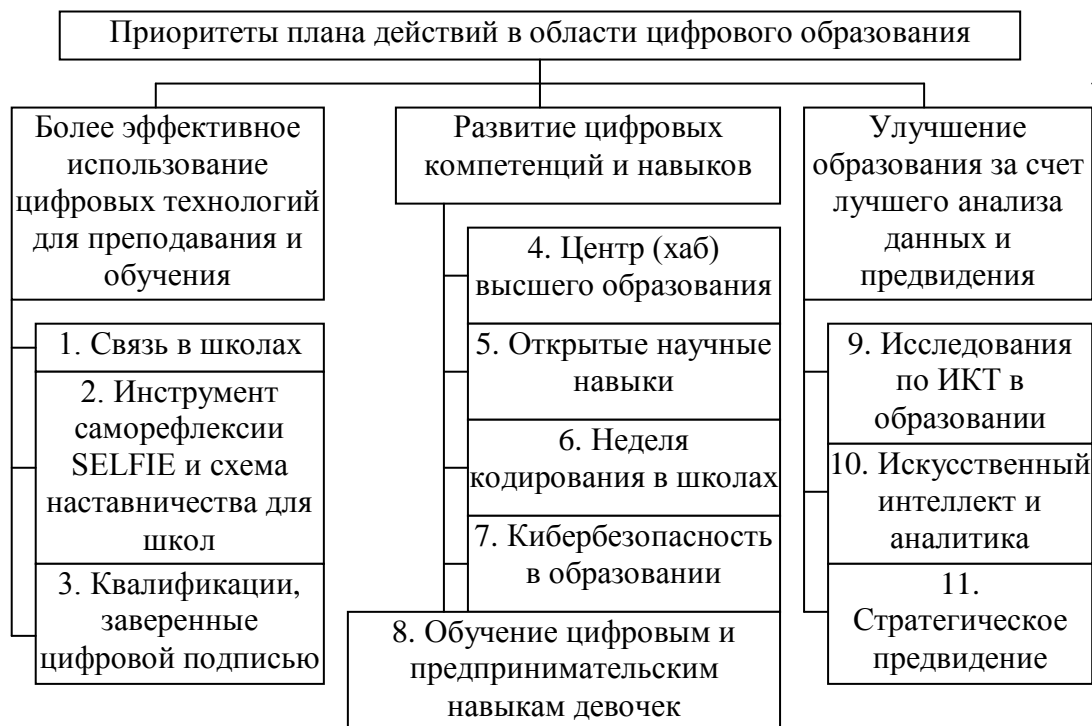 Приоритеты плана действий в области цифрового образования
Более эффективное
использование
цифровых технологий
для преподавания и
обучения
1. Связь в школах
2. Инструмент
саморефлексии
SELFIE и схема
наставничества для
школ
3. Квалификации,
заверенные
цифровой подписью
Развитие цифровых
компетенций и навыков
4. Центр (хаб)
высшего образования
5. Открытые научные
навыки
6. Неделя
кодирования в школах
7. Кибербезопасность
в образовании
8. Обучение цифровым и
предпринимательским
навыкам девочек
Улучшение
образования за счет
лучшего анализа
данных и
предвидения
9. Исследования
по ИКТ в
образовании
10. Искусственный
интеллект и
аналитика
11.
Стратегическое
предвидение